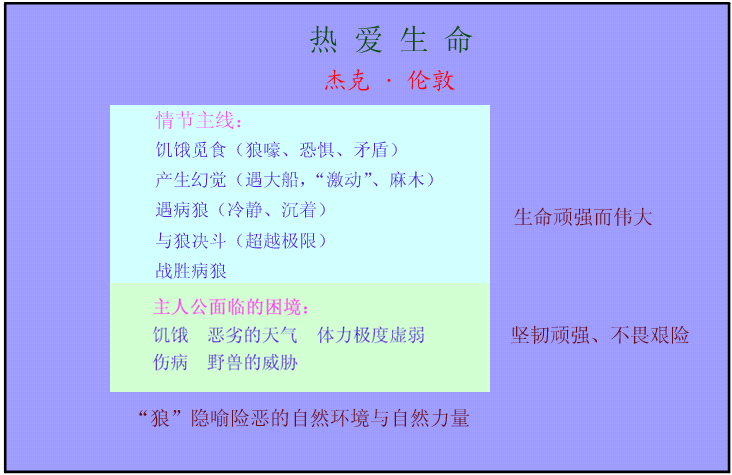 热 爱 生 命
杰克 · 伦敦
情节主线：
饥饿觅食（狼嚎、恐惧、矛盾）
产生幻觉（遇大船，“激动”、麻木）
遇病狼（冷静、沉着）
与狼决斗（超越极限）
战胜病狼
生命顽强而伟大
主人公面临的困境：
饥饿 恶劣的天气 体力极度虚弱
伤病 野兽的威胁
坚韧顽强、不畏艰险
“狼”隐喻险恶的自然环境与自然力量